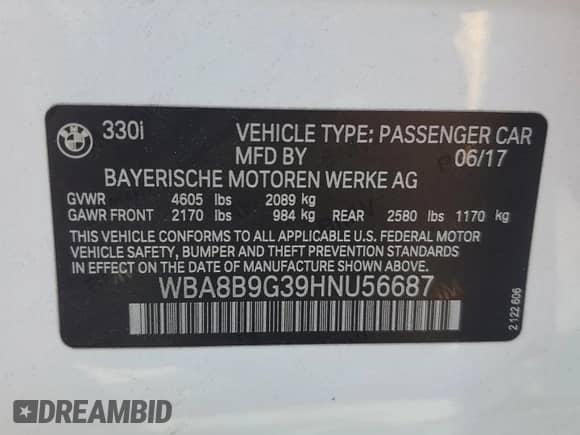 BMW
330i
VEHICLE TYPE: PASSENGER CAR
MFD BY 06/17
BAYERISCHE MOTOREN WERKE AG
GVWR 4605 lbs 2089 kg
GAWR FRONT 2170 lbs 984 kg REAR 2580 lbs 1170 kg
THIS VEHICLE CONFORMS TO ALL APPLICABLE U.S. FEDERAL MOTOR
VEHICLE SAFETY, BUMPER AND THEFT PREVENTION STANDARDS
IN EFFECT ON THE DATE OF MANUFACTURE SHOWN ABOVE.
WBA8B9G39HNU56687
2 122 606
DREAMBID